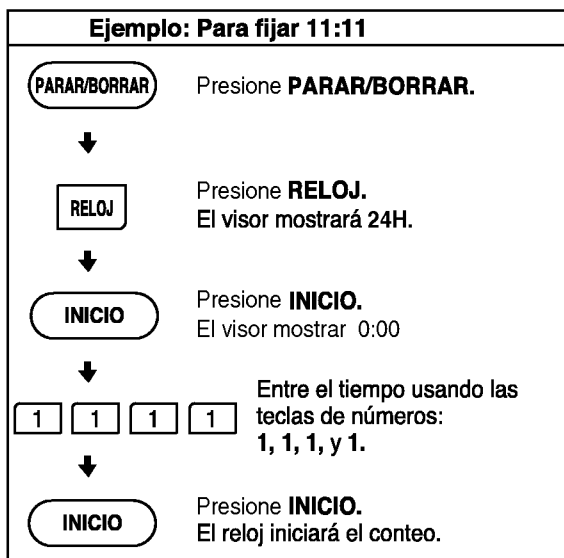 Ejemplo: Para fijar 11:11
PARAR/BORRAR
Presione PARAR/BORRAR.
RELOJ
Presione RELOJ.
El visor mostrará 24H.
INICIO
Presione INICIO.
El visor mostrar 0:00
1 1 1 1
Entre el tiempo usando las
teclas de números:
1, 1, 1, y 1.
INICIO
Presione INICIO.
El reloj iniciará el conteo.